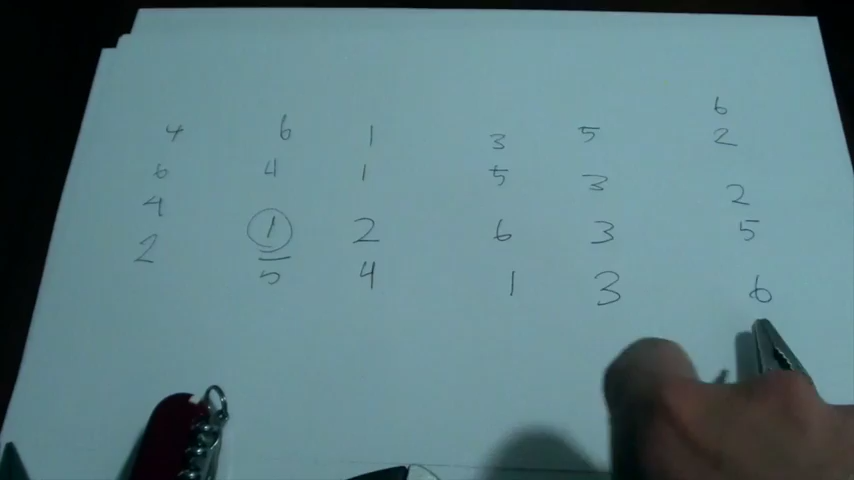 6
4 6 1 3 5 2
6 4 1 5 3 2
4 1 2 6 3 5
2 5 4 1 3 6